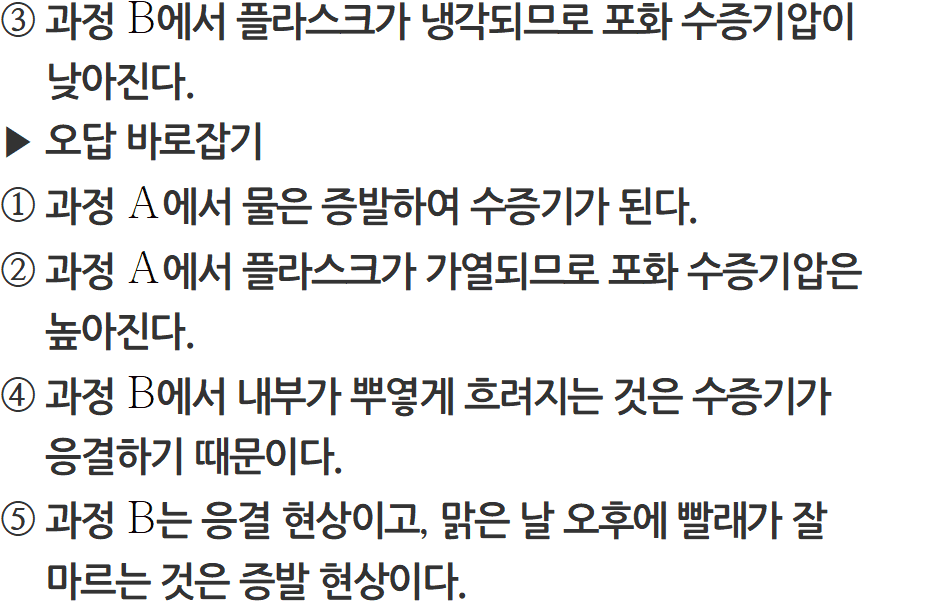 ③ 과정 B에서 플라스크가 냉각되므로 포화 수증기압이
낮아진다.
▶ 오답 바로잡기
① 과정 A에서 물은 증발하여 수증기가 된다.
② 과정 A에서 플라스크가 가열되므로 포화 수증기압은
높아진다.
④ 과정 B에서 내부가 뿌옇게 흐려지는 것은 수증기가
응결하기 때문이다.
⑤ 과정 B는 응결 현상이고, 맑은 날 오후에 빨래가 잘
마르는 것은 증발 현상이다.